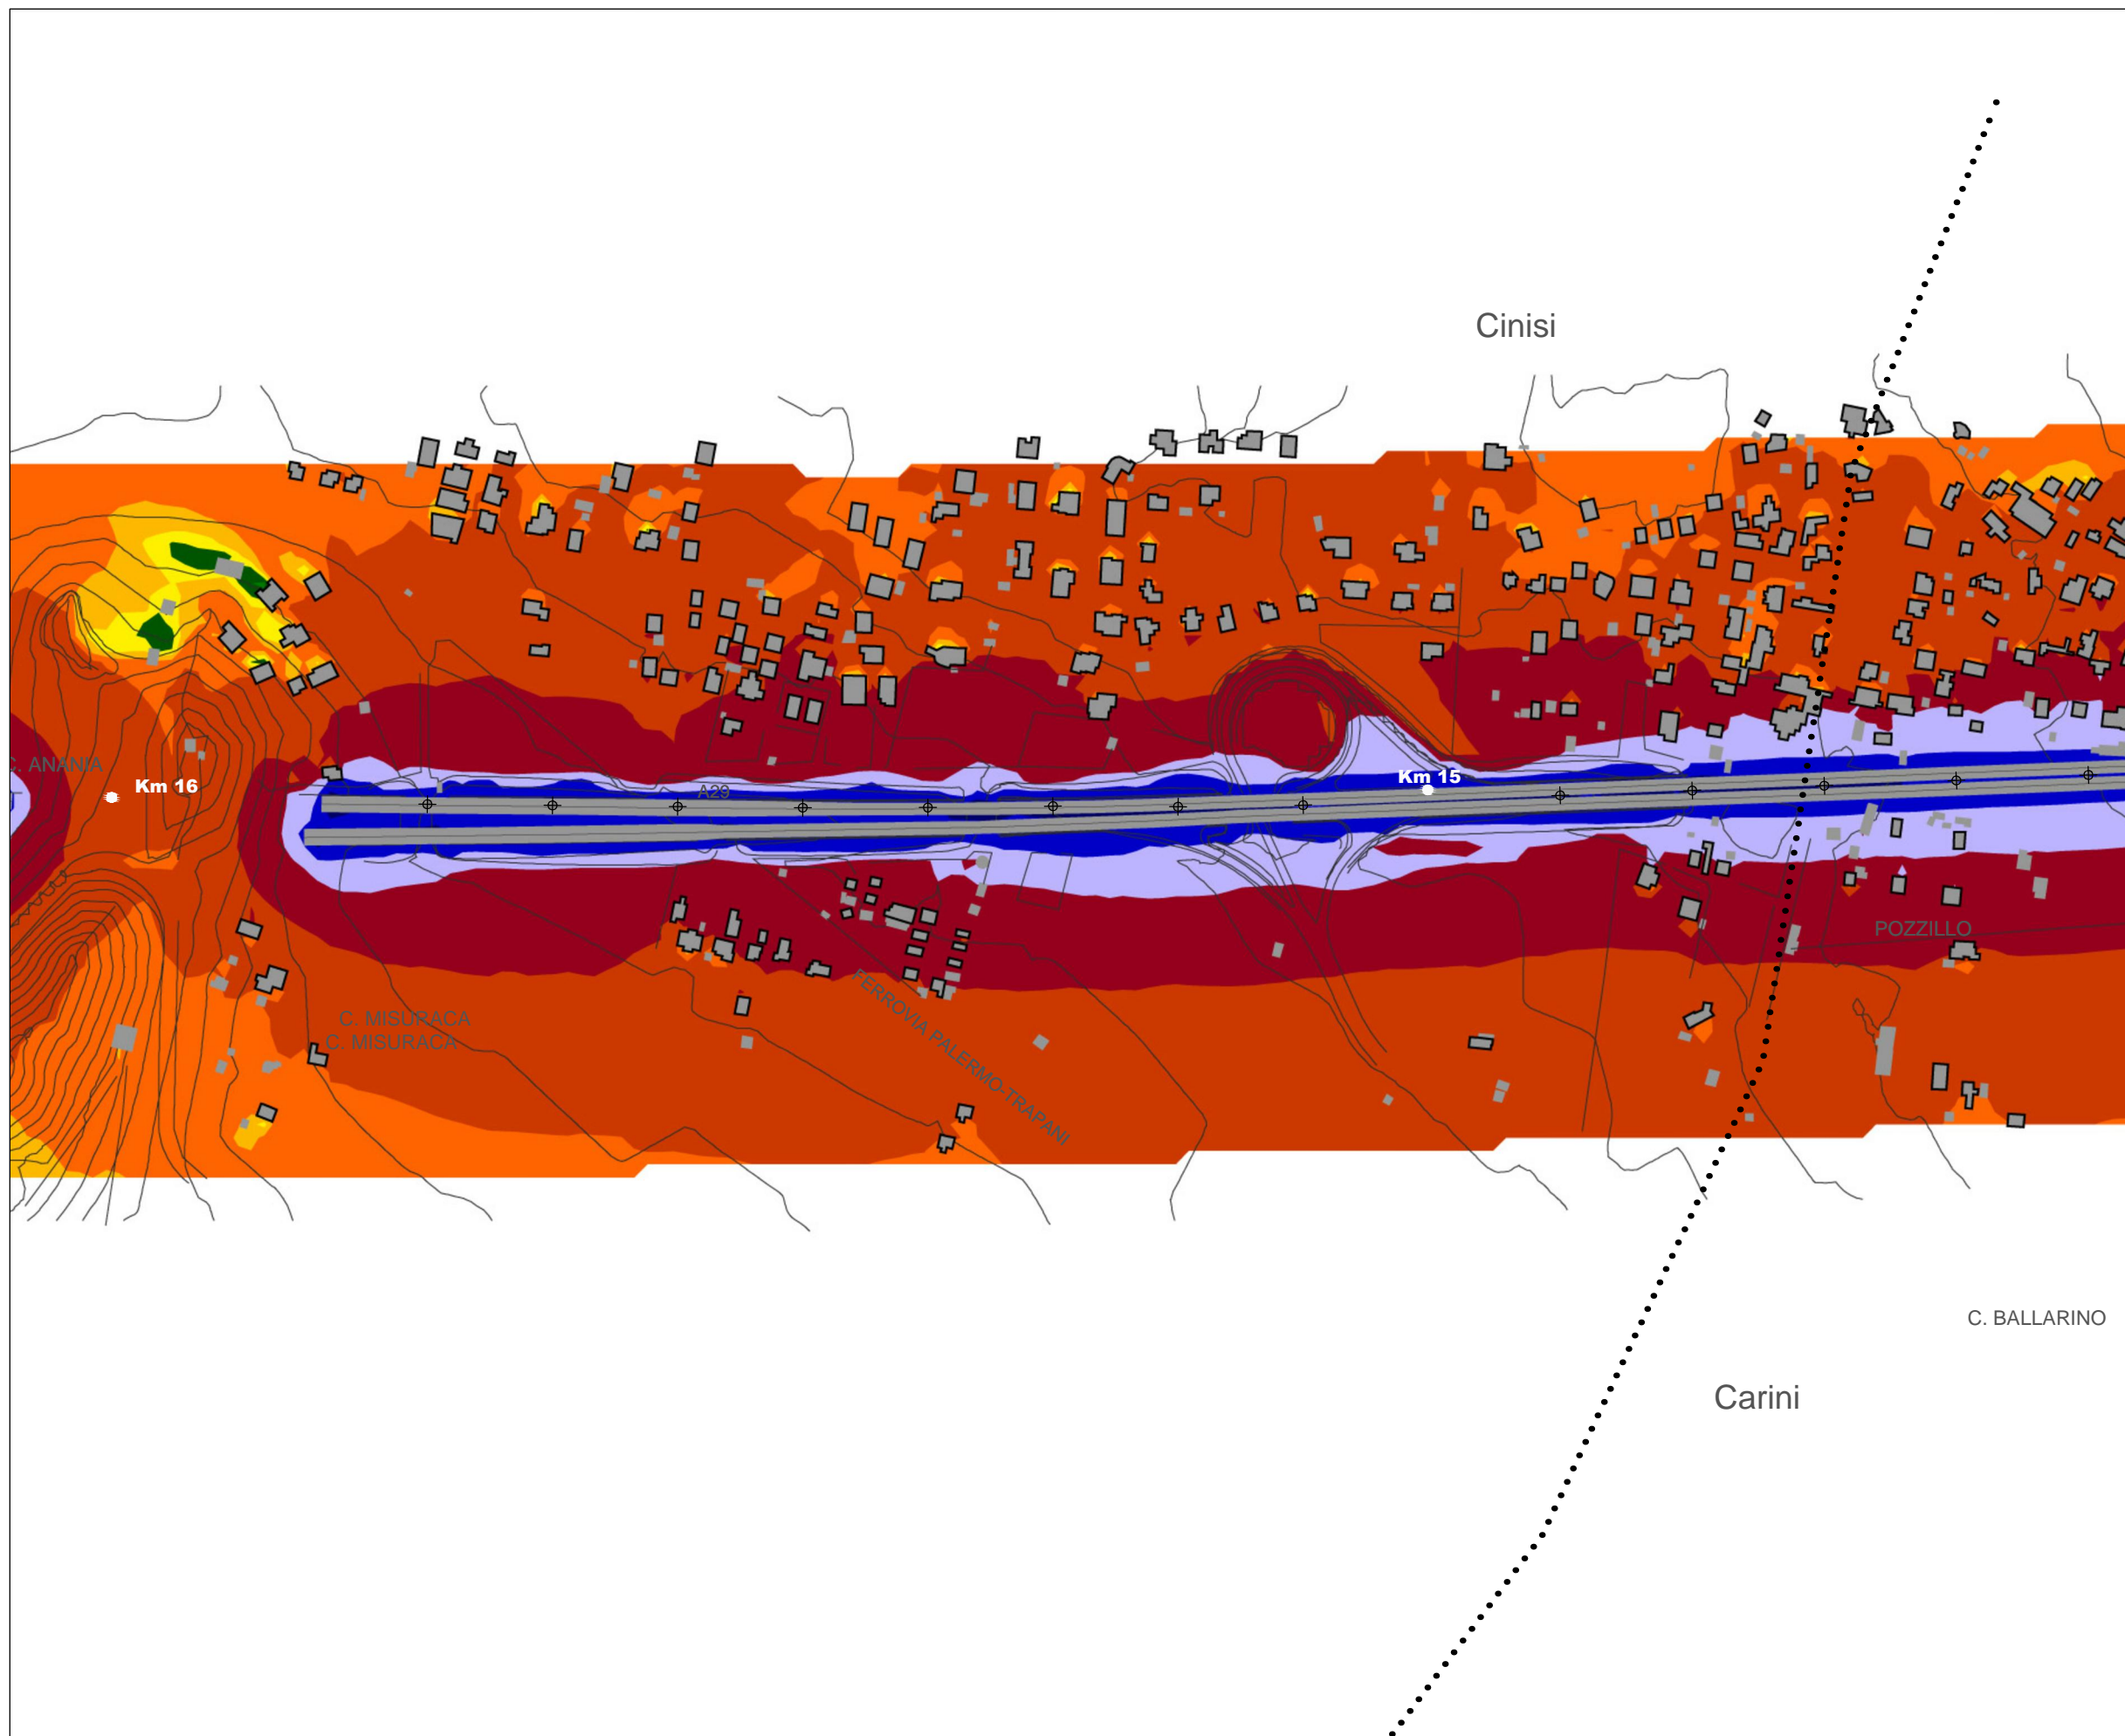 Cinisi
ANANIA
Km 16
A29
Km 15
POZZILLO
C. MISURACA
C. MISURACA
FERROVIA PALERMO-TRAPANI
C. BALLARINO
Carini